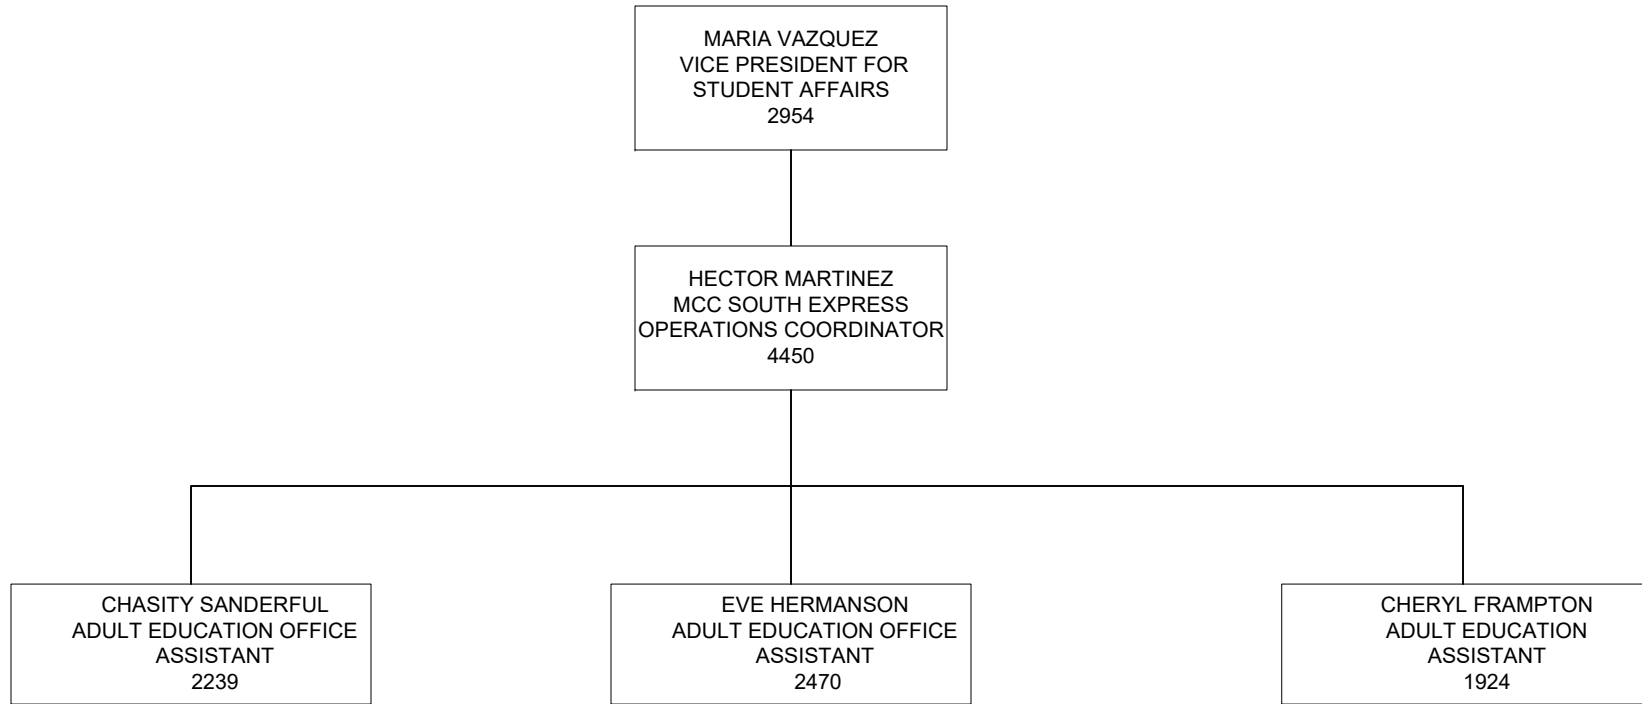 MARIA VAZQUEZ
VICE PRESIDENT FOR
STUDENT AFFAIRS
2954
HECTOR MARTINEZ
MCC SOUTH EXPRESS
OPERATIONS COORDINATOR
4450
CHASITY SANDERFUL
ADULT EDUCATION OFFICE
ASSISTANT
2239
EVE HERMANSON
ADULT EDUCATION OFFICE
ASSISTANT
2470
CHERYL FRAMPTON
ADULT EDUCATION
ASSISTANT
1924